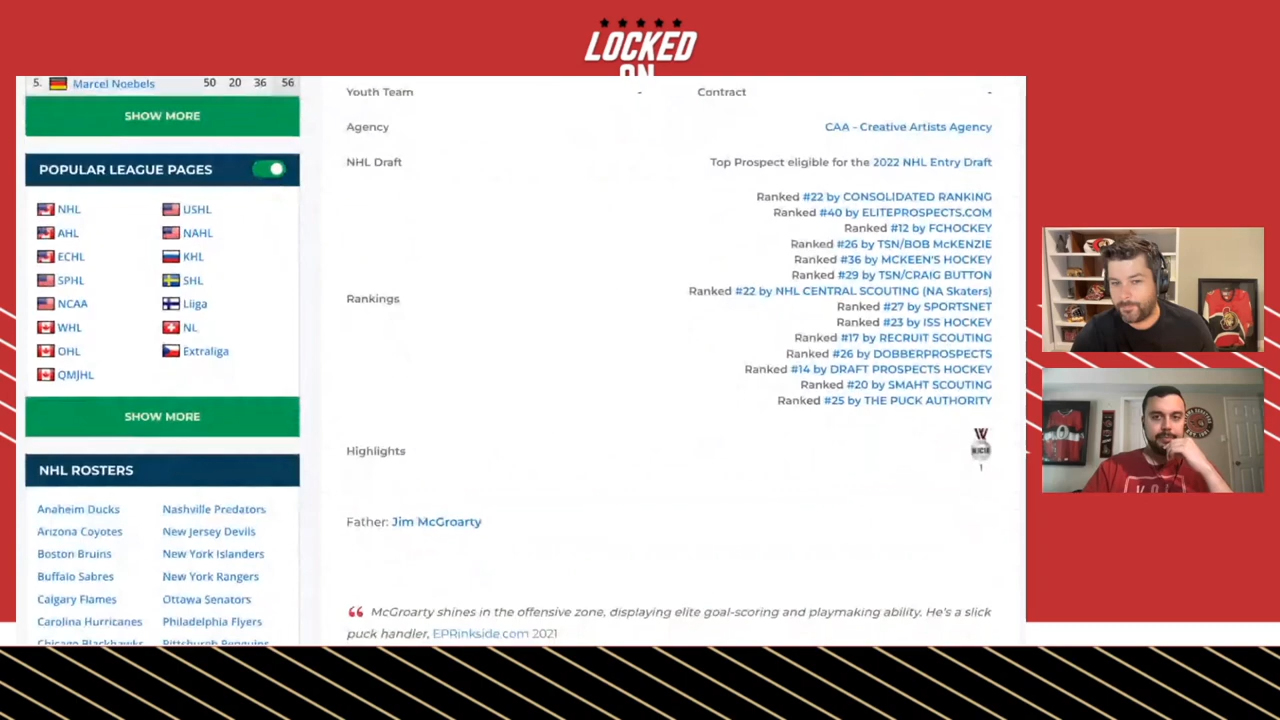 LOCKED
ON
5. Marcel Noebels 50 20 36 56
SHOW MORE
POPULAR LEAGUE PAGES
NHL USHL
AHL NAHL
ECHL KHL
SPHL SHL
NCAA Liiga
WHL NL
OHL Extraliga
QMJHL
SHOW MORE
NHL ROSTERS
Anaheim Ducks Nashville Predators
Arizona Coyotes New Jersey Devils
Boston Bruins New York Islanders
Buffalo Sabres New York Rangers
Calgary Flames Ottawa Senators
Carolina Hurricanes Philadelphia Flyers
Chicago Blackhawks Pittsburgh Penguins
Youth Team - Contract -
Agency CAA - Creative Artists Agency
NHL Draft Top Prospect eligible for the 2022 NHL Entry Draft
Rankings
Ranked #22 by CONSOLIDATED RANKING
Ranked #40 by ELITEPROSPECTS.COM
Ranked #12 by FCHOCKEY
Ranked #26 by TSN/BOB McKENZIE
Ranked #36 by MCKEEN'S HOCKEY
Ranked #29 by TSN/CRAIG BUTTON
Ranked #22 by NHL CENTRAL SCOUTING (NA Skaters)
Ranked #27 by SPORTSNET
Ranked #23 by ISS HOCKEY
Ranked #17 by RECRUIT SCOUTING
Ranked #26 by DOBBERPROSPECTS
Ranked #14 by DRAFT PROSPECTS HOCKEY
Ranked #20 by SMAHT SCOUTING
Ranked #25 by THE PUCK AUTHORITY
Highlights
1
Father: Jim McGroarty
McGroarty shines in the offensive zone, displaying elite goal-scoring and playmaking ability. He's a slick
puck handler, EPRinkside.com 2021